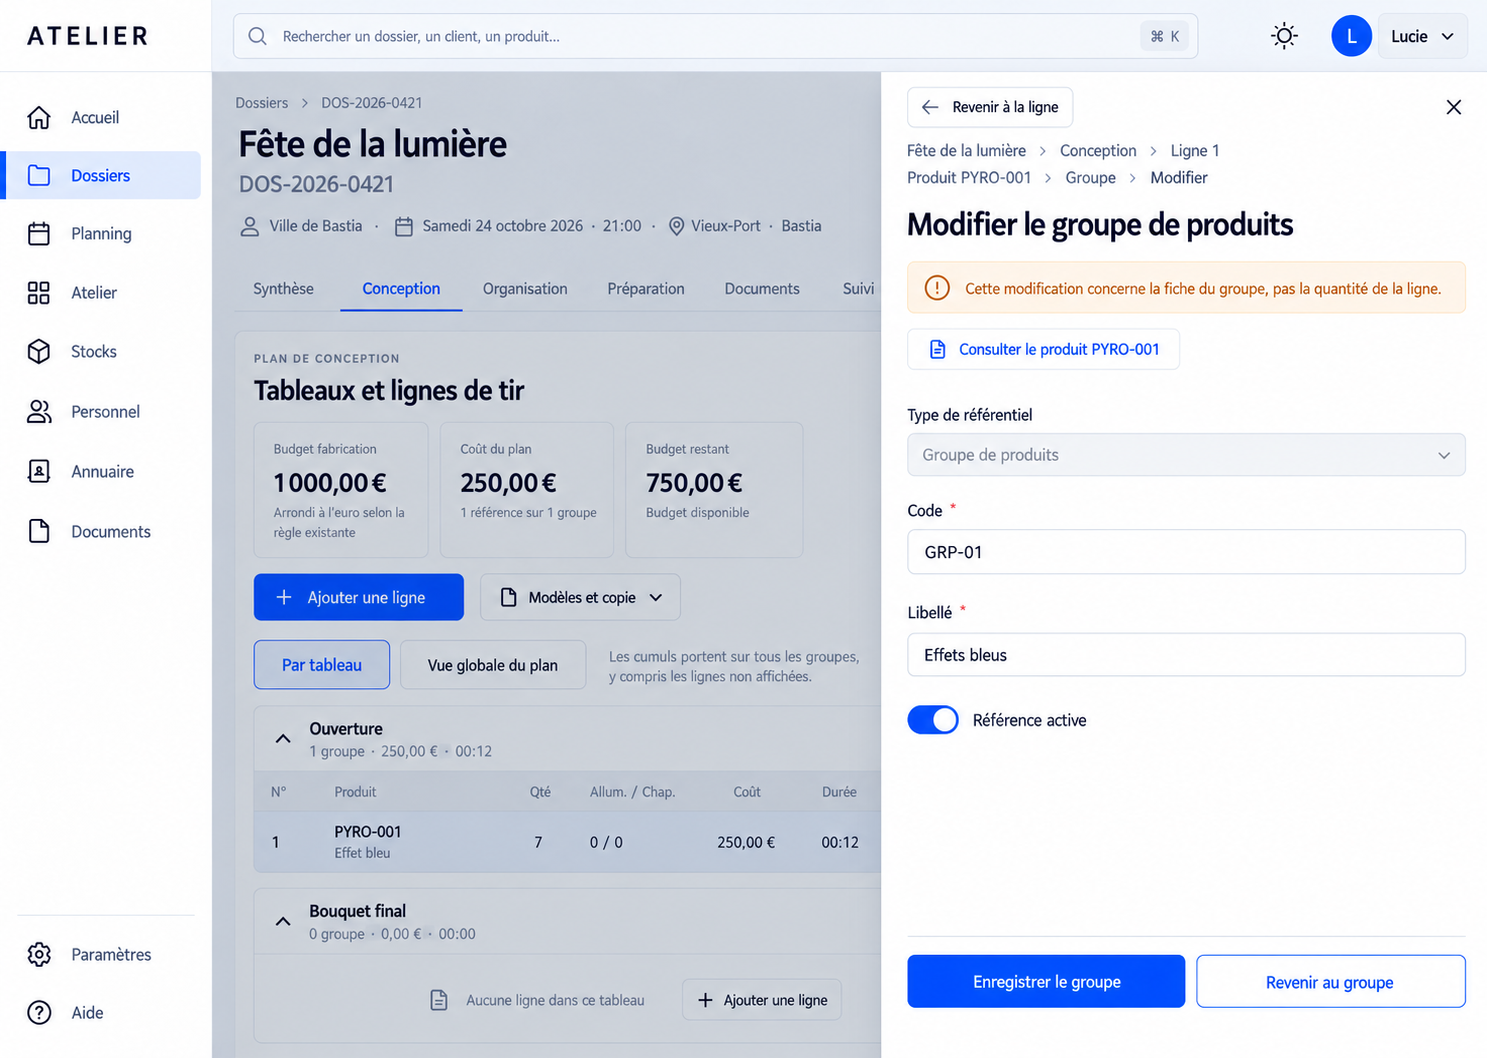 ATELIER
Rechercher un dossier, un client, un produit...
⌘ K
L
Lucie
Accueil
Dossiers
Planning
Atelier
Stocks
Personnel
Annuaire
Documents
Paramètres
Aide
Dossiers > DOS-2026-0421
Fête de la lumière
DOS-2026-0421
Ville de Bastia · Samedi 24 octobre 2026 · 21:00 · Vieux-Port · Bastia
Synthèse Conception Organisation Préparation Documents Suivi
PLAN DE CONCEPTION
Tableaux et lignes de tir
Budget fabrication
1 000,00 €
Arrondi à l'euro selon la
règle existante
Coût du plan
250,00 €
1 référence sur 1 groupe
Budget restant
750,00 €
Budget disponible
+ Ajouter une ligne
Modèles et copie
Par tableau
Vue globale du plan
Les cumuls portent sur tous les groupes,
y compris les lignes non affichées.
Ouverture
1 groupe · 250,00 € · 00:12
N° Produit Qté Allum. / Chap. Coût Durée
1 PYRO-001 7 0 / 0 250,00 € 00:12
Effet bleu
Bouquet final
0 groupe · 0,00 € · 00:00
Aucune ligne dans ce tableau
+ Ajouter une ligne
← Revenir à la ligne
Fête de la lumière > Conception > Ligne 1
Produit PYRO-001 > Groupe > Modifier
Modifier le groupe de produits
Cette modification concerne la fiche du groupe, pas la quantité de la ligne.
Consulter le produit PYRO-001
Type de référentiel
Groupe de produits
Code *
GRP-01
Libellé *
Effets bleus
Référence active
Enregistrer le groupe
Revenir au groupe